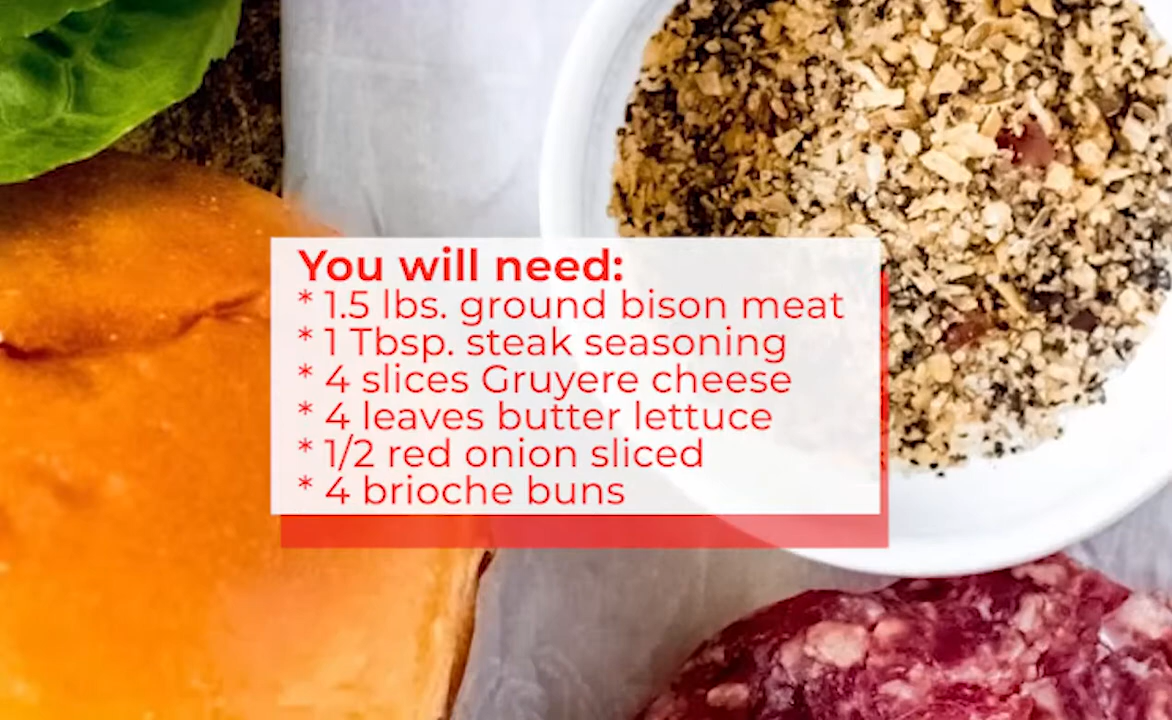 You will need:
* 1.5 lbs. ground bison meat
* 1 Tbsp. steak seasoning
* 4 slices Gruyere cheese
* 4 leaves butter lettuce
* 1/2 red onion sliced
* 4 brioche buns